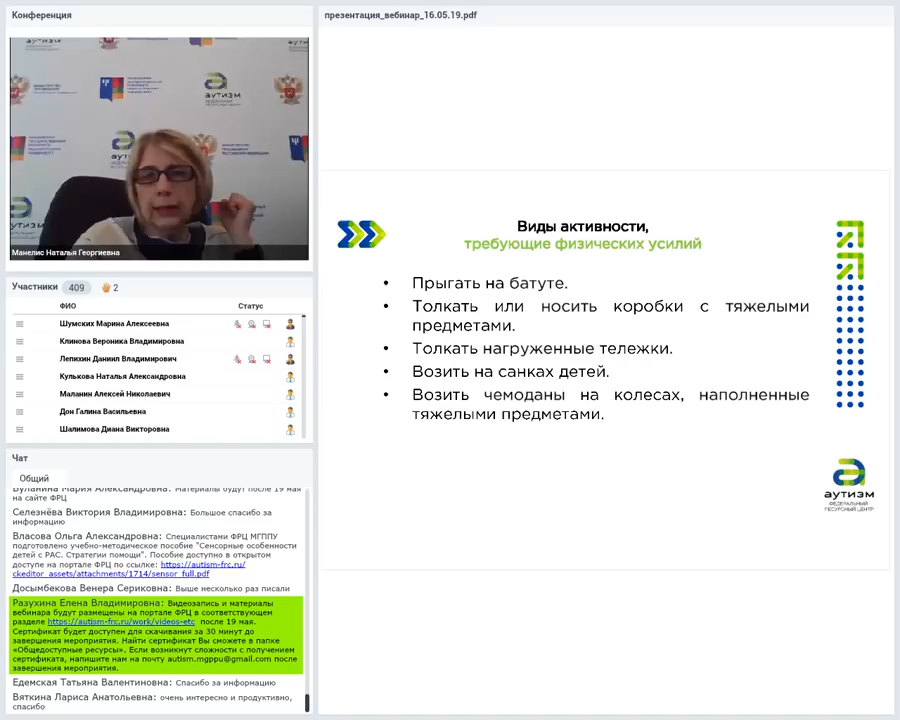 Конференция
аутизм
Манелис Наталья Георгиевна
Участники 409 2
ФИО Статус
Шумских Марина Алексеевна
Клинова Вероника Владимировна
Лепихин Даниил Владимирович
Кулькова Наталья Александровна
Маланин Алексей Николаевич
Дон Галина Васильевна
Шалимова Диана Викторовна
Чат
Общий
Буланина Мария Александровна: Материалы будут после 19 мая
на сайте ФРЦ
Селезнёва Виктория Владимировна: Большое спасибо за
информацию
Власова Ольга Александровна: Специалистами ФРЦ МГППУ
подготовлено учебно-методическое пособие "Сенсорные особенности
детей с РАС. Стратегии помощи". Пособие доступно в открытом
доступе на портале ФРЦ по ссылке: https://autism-frc.ru/
ckeditor_assets/attachments/1714/sensor_full.pdf
Досымбекова Венера Сериковна: Выше несколько раз писали
Разухина Елена Владимировна: Видеозапись и материалы
вебинара будут размещены на портале ФРЦ в соответствующем
разделе https://autism-frc.ru/work/videos-etc после 19 мая.
Сертификат будет доступен для скачивания за 30 минут до
завершения мероприятия. Найти сертификат Вы сможете в папке
«Общедоступные ресурсы». Если возникнут сложности с получением
сертификата, напишите нам на почту autism.mgppu@gmail.com после
завершения мероприятия.
Едемская Татьяна Валентиновна: Спасибо за информацию
Вяткина Лариса Анатольевна: очень интересно и продуктивно,
спасибо
презентация_вебинар_16.05.19.pdf
Виды активности,
требующие физических усилий
• Прыгать на батуте.
• Толкать или носить коробки с тяжелыми
предметами.
• Толкать нагруженные тележки.
• Возить на санках детей.
• Возить чемоданы на колесах, наполненные
тяжелыми предметами.
аутизм
ФЕДЕРАЛЬНЫЙ
РЕСУРСНЫЙ ЦЕНТР